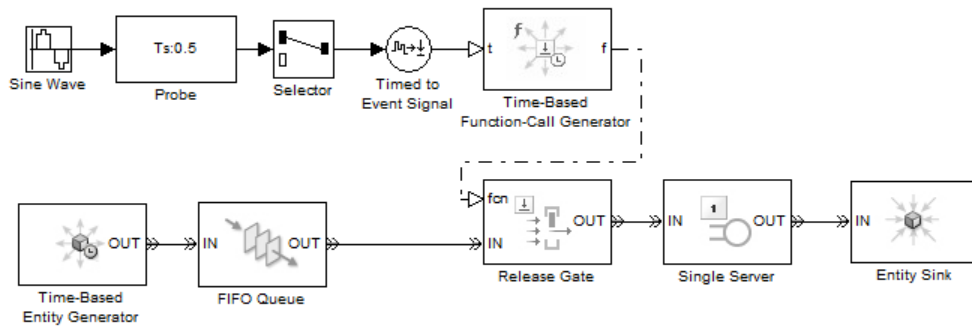 Sine Wave
Ts:0.5
Probe
Selector
Timed to
Event Signal
t
f
f
Time-Based
Function-Call Generator
OUT
Time-Based
Entity Generator
IN
OUT
FIFO Queue
fcn
IN
OUT
Release Gate
1
IN
OUT
Single Server
IN
Entity Sink